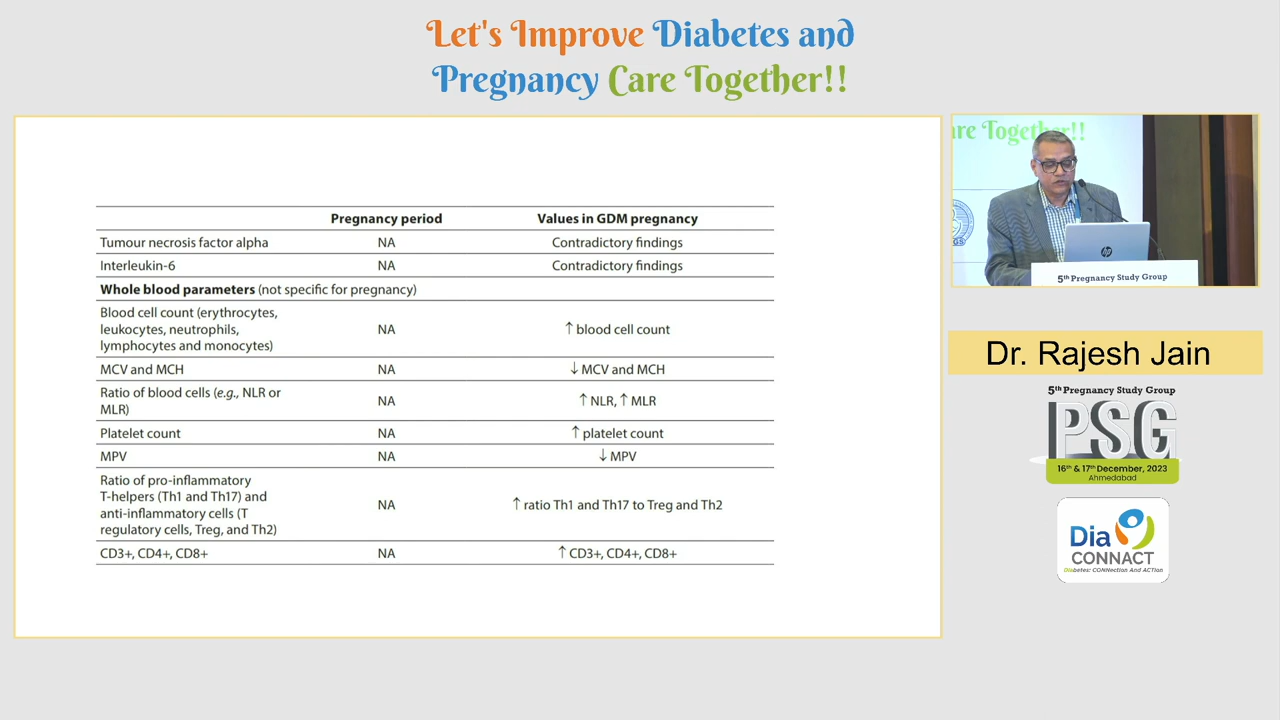 Let's Improve Diabetes and
Pregnancy Care Together!!
Pregnancy period Values in GDM pregnancy
Tumour necrosis factor alpha NA Contradictory findings
Interleukin-6 NA Contradictory findings
Whole blood parameters (not specific for pregnancy)
Blood cell count (erythrocytes,
leukocytes, neutrophils,
lymphocytes and monocytes)
NA ↑ blood cell count
MCV and MCH NA ↓ MCV and MCH
Ratio of blood cells (e.g., NLR or
MLR)
NA ↑ NLR, ↑ MLR
Platelet count NA ↑ platelet count
MPV NA ↓ MPV
Ratio of pro-inflammatory
T-helpers (Th1 and Th17) and
anti-inflammatory cells (T
regulatory cells, Treg, and Th2)
NA ↑ ratio Th1 and Th17 to Treg and Th2
CD3+, CD4+, CD8+ NA ↑ CD3+, CD4+, CD8+
are Together!!
hp
5th Pregnancy Study Group
Dr. Rajesh Jain
5th Pregnancy Study Group
PSG
16th & 17th December, 2023
Ahmedabad
Dia
CONNACT
Diabetes: CONNection And ACTion